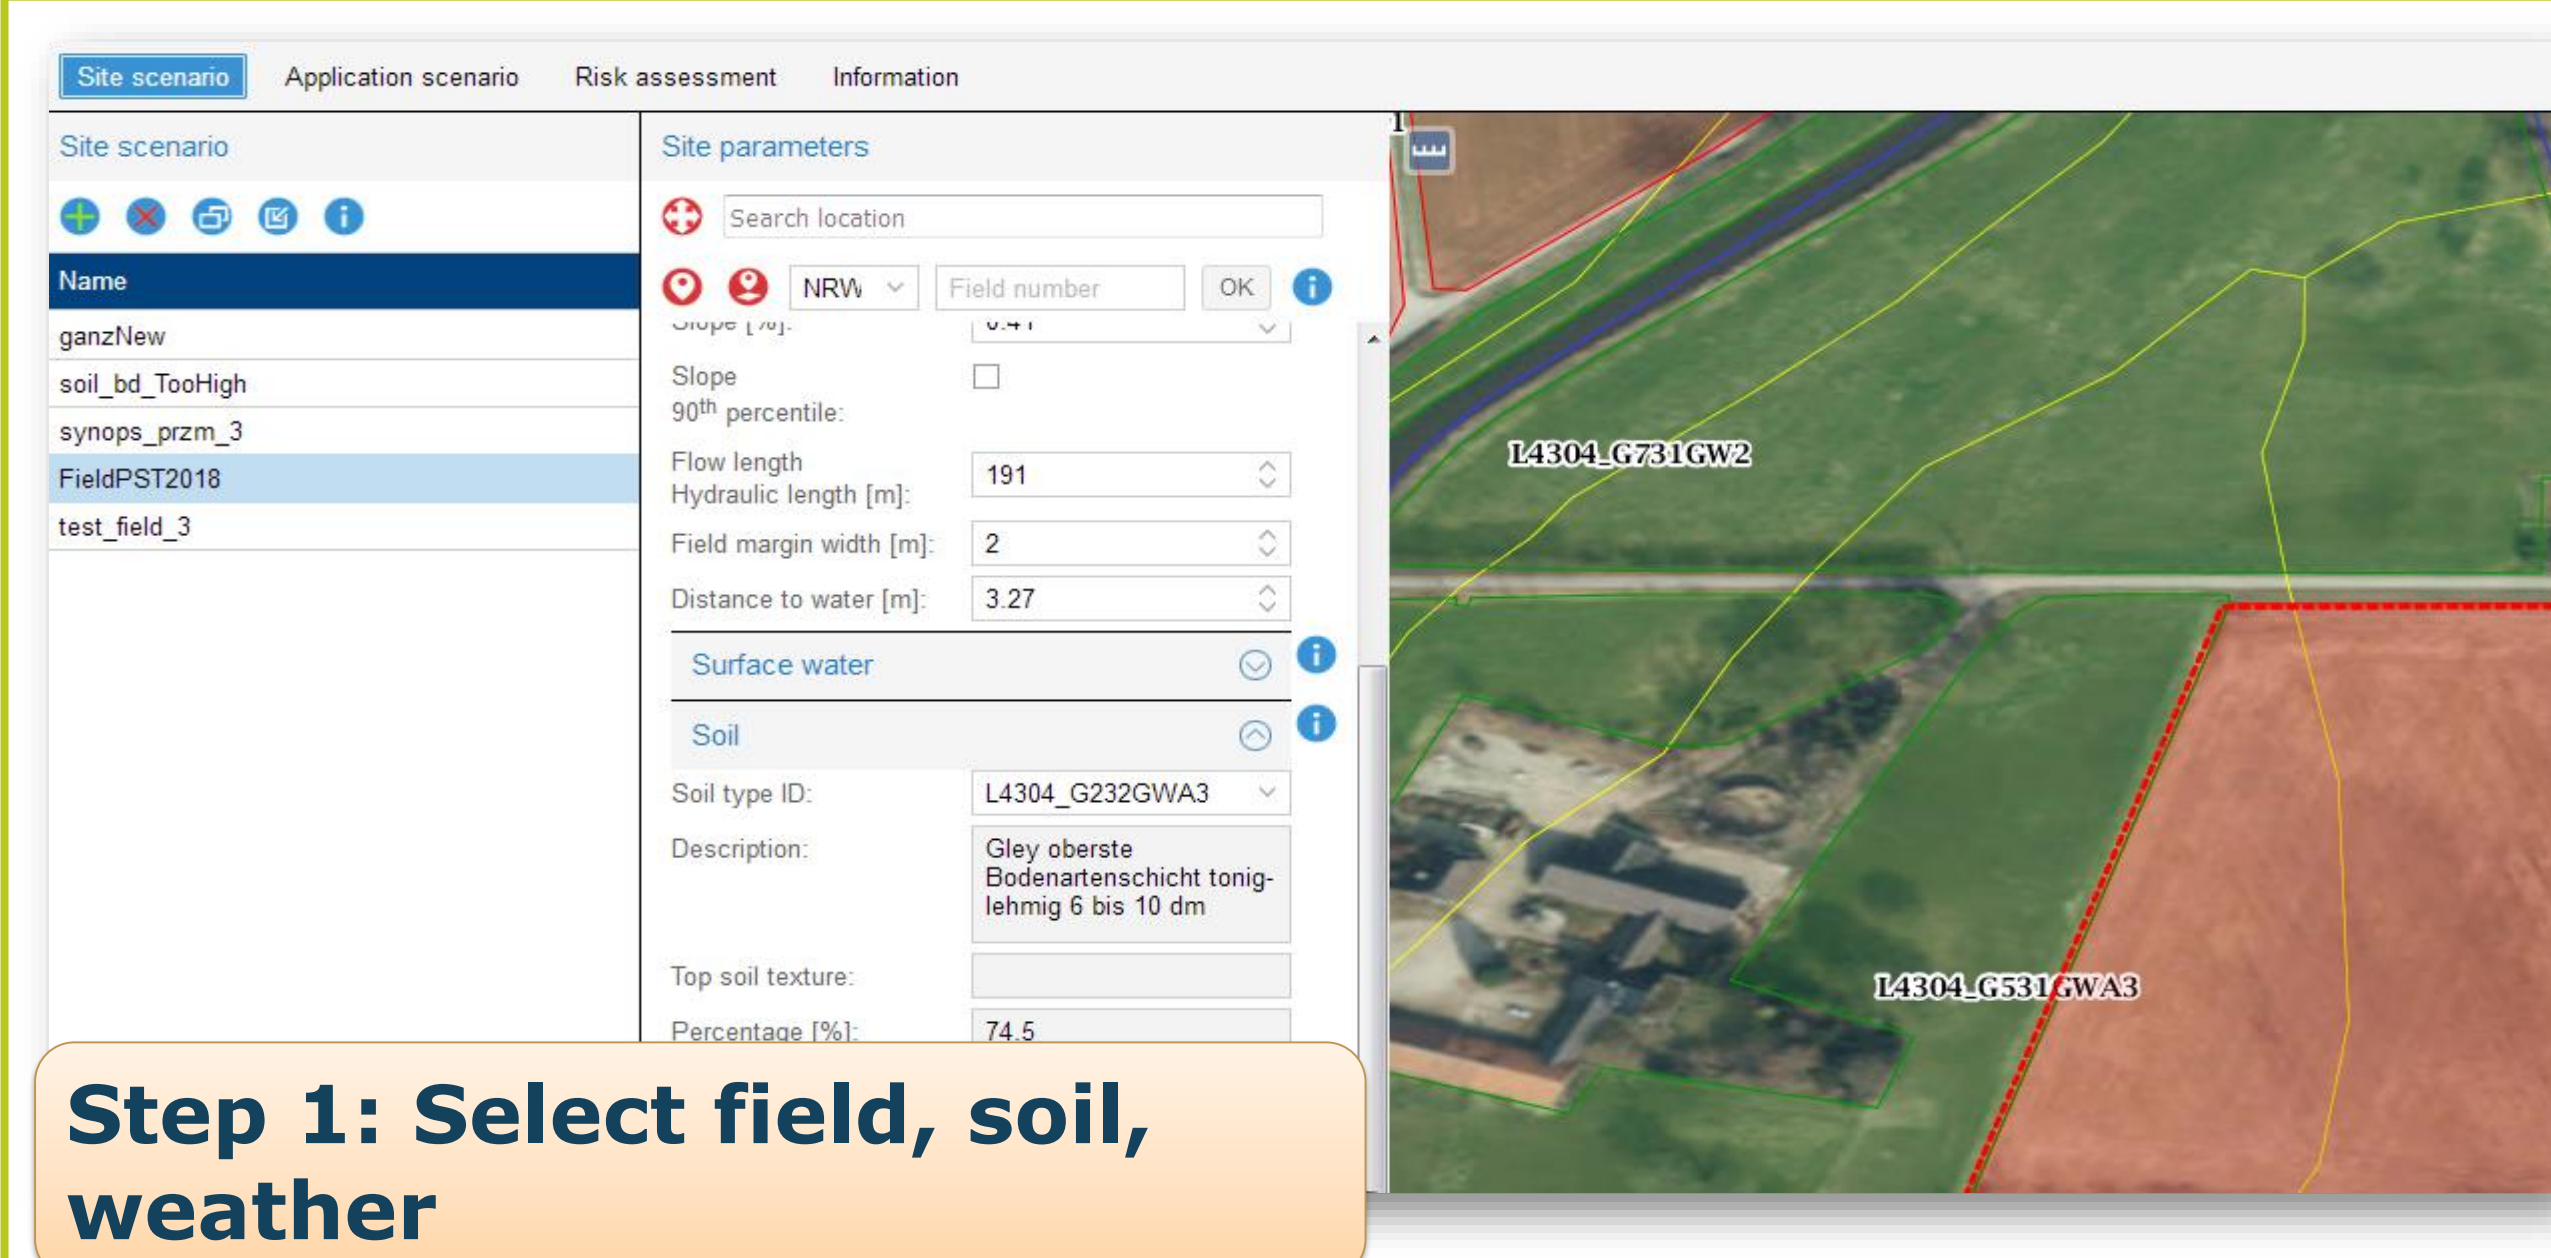 Site scenario Application scenario Risk assessment Information
Site scenario
Name
ganzNew
soil_bd_TooHigh
synops_przm_3
FieldPST2018
test_field_3
Site parameters
Search location
NRW Field number OK
Slope [%]: 0.41
Slope
90th percentile:
Flow length
Hydraulic length [m]: 191
Field margin width [m]: 2
Distance to water [m]: 3.27
Surface water
Soil
Soil type ID: L4304_G232GWA3
Description: Gley oberste
Bodenartenschicht tonig-
lehmig 6 bis 10 dm
Top soil texture:
Percentage [%]: 74.5
L4304_G731GW2
L4304_G531GWA3
Step 1: Select field, soil,
weather